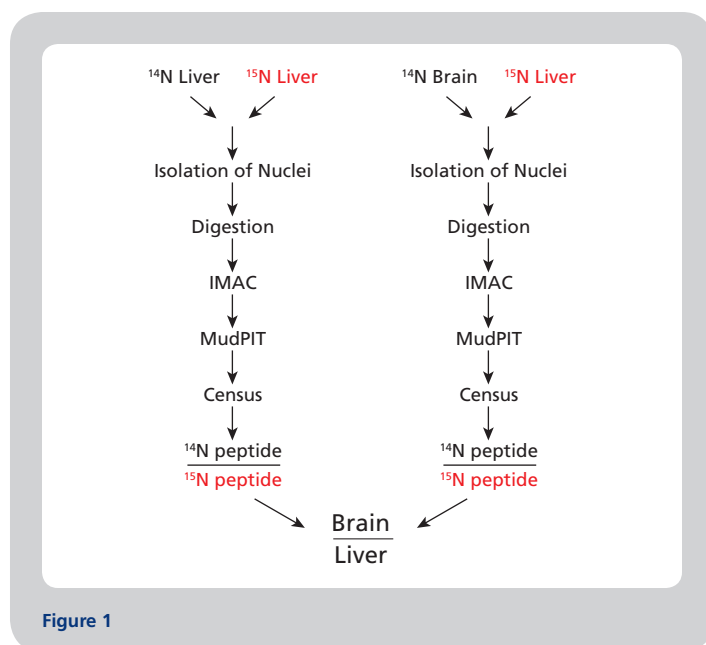 ¹⁴N Liver ¹⁵N Liver ¹⁴N Brain ¹⁵N Liver
Isolation of Nuclei Isolation of Nuclei
Digestion Digestion
IMAC IMAC
MudPIT MudPIT
Census Census
¹⁴N peptide ¹⁴N peptide
¹⁵N peptide ¹⁵N peptide
Brain
Liver
Figure 1